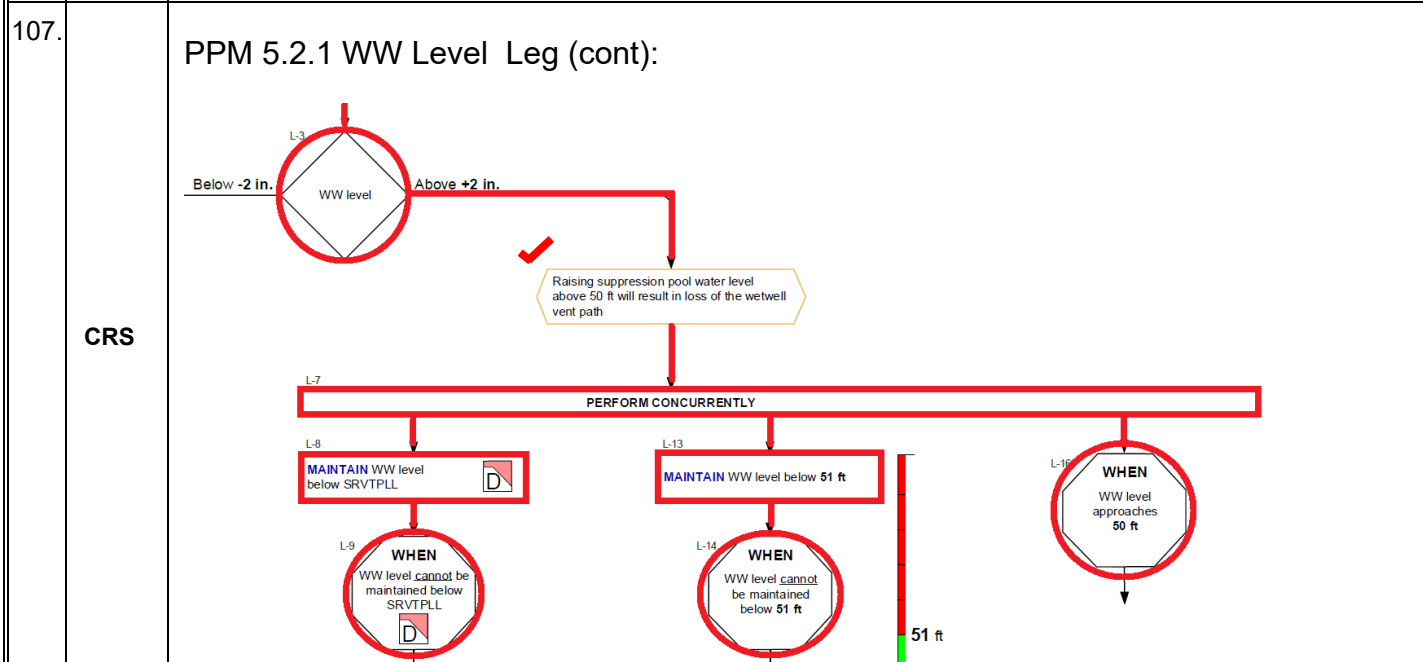 107.
PPM 5.2.1 WW Level Leg (cont):
CRS
L-3
Below -2 in.
WW level
Above +2 in.
Raising suppression pool water level
above 50 ft will result in loss of the wetwell
vent path
L-7
PERFORM CONCURRENTLY
L-8
MAINTAIN WW level
below SRVTPLL
D
L-13
MAINTAIN WW level below 51 ft
L-16
WHEN
WW level
approaches
50 ft
L-9
WHEN
WW level cannot be
maintained below
SRVTPLL
D
L-14
WHEN
WW level cannot
be maintained
below 51 ft
51 ft